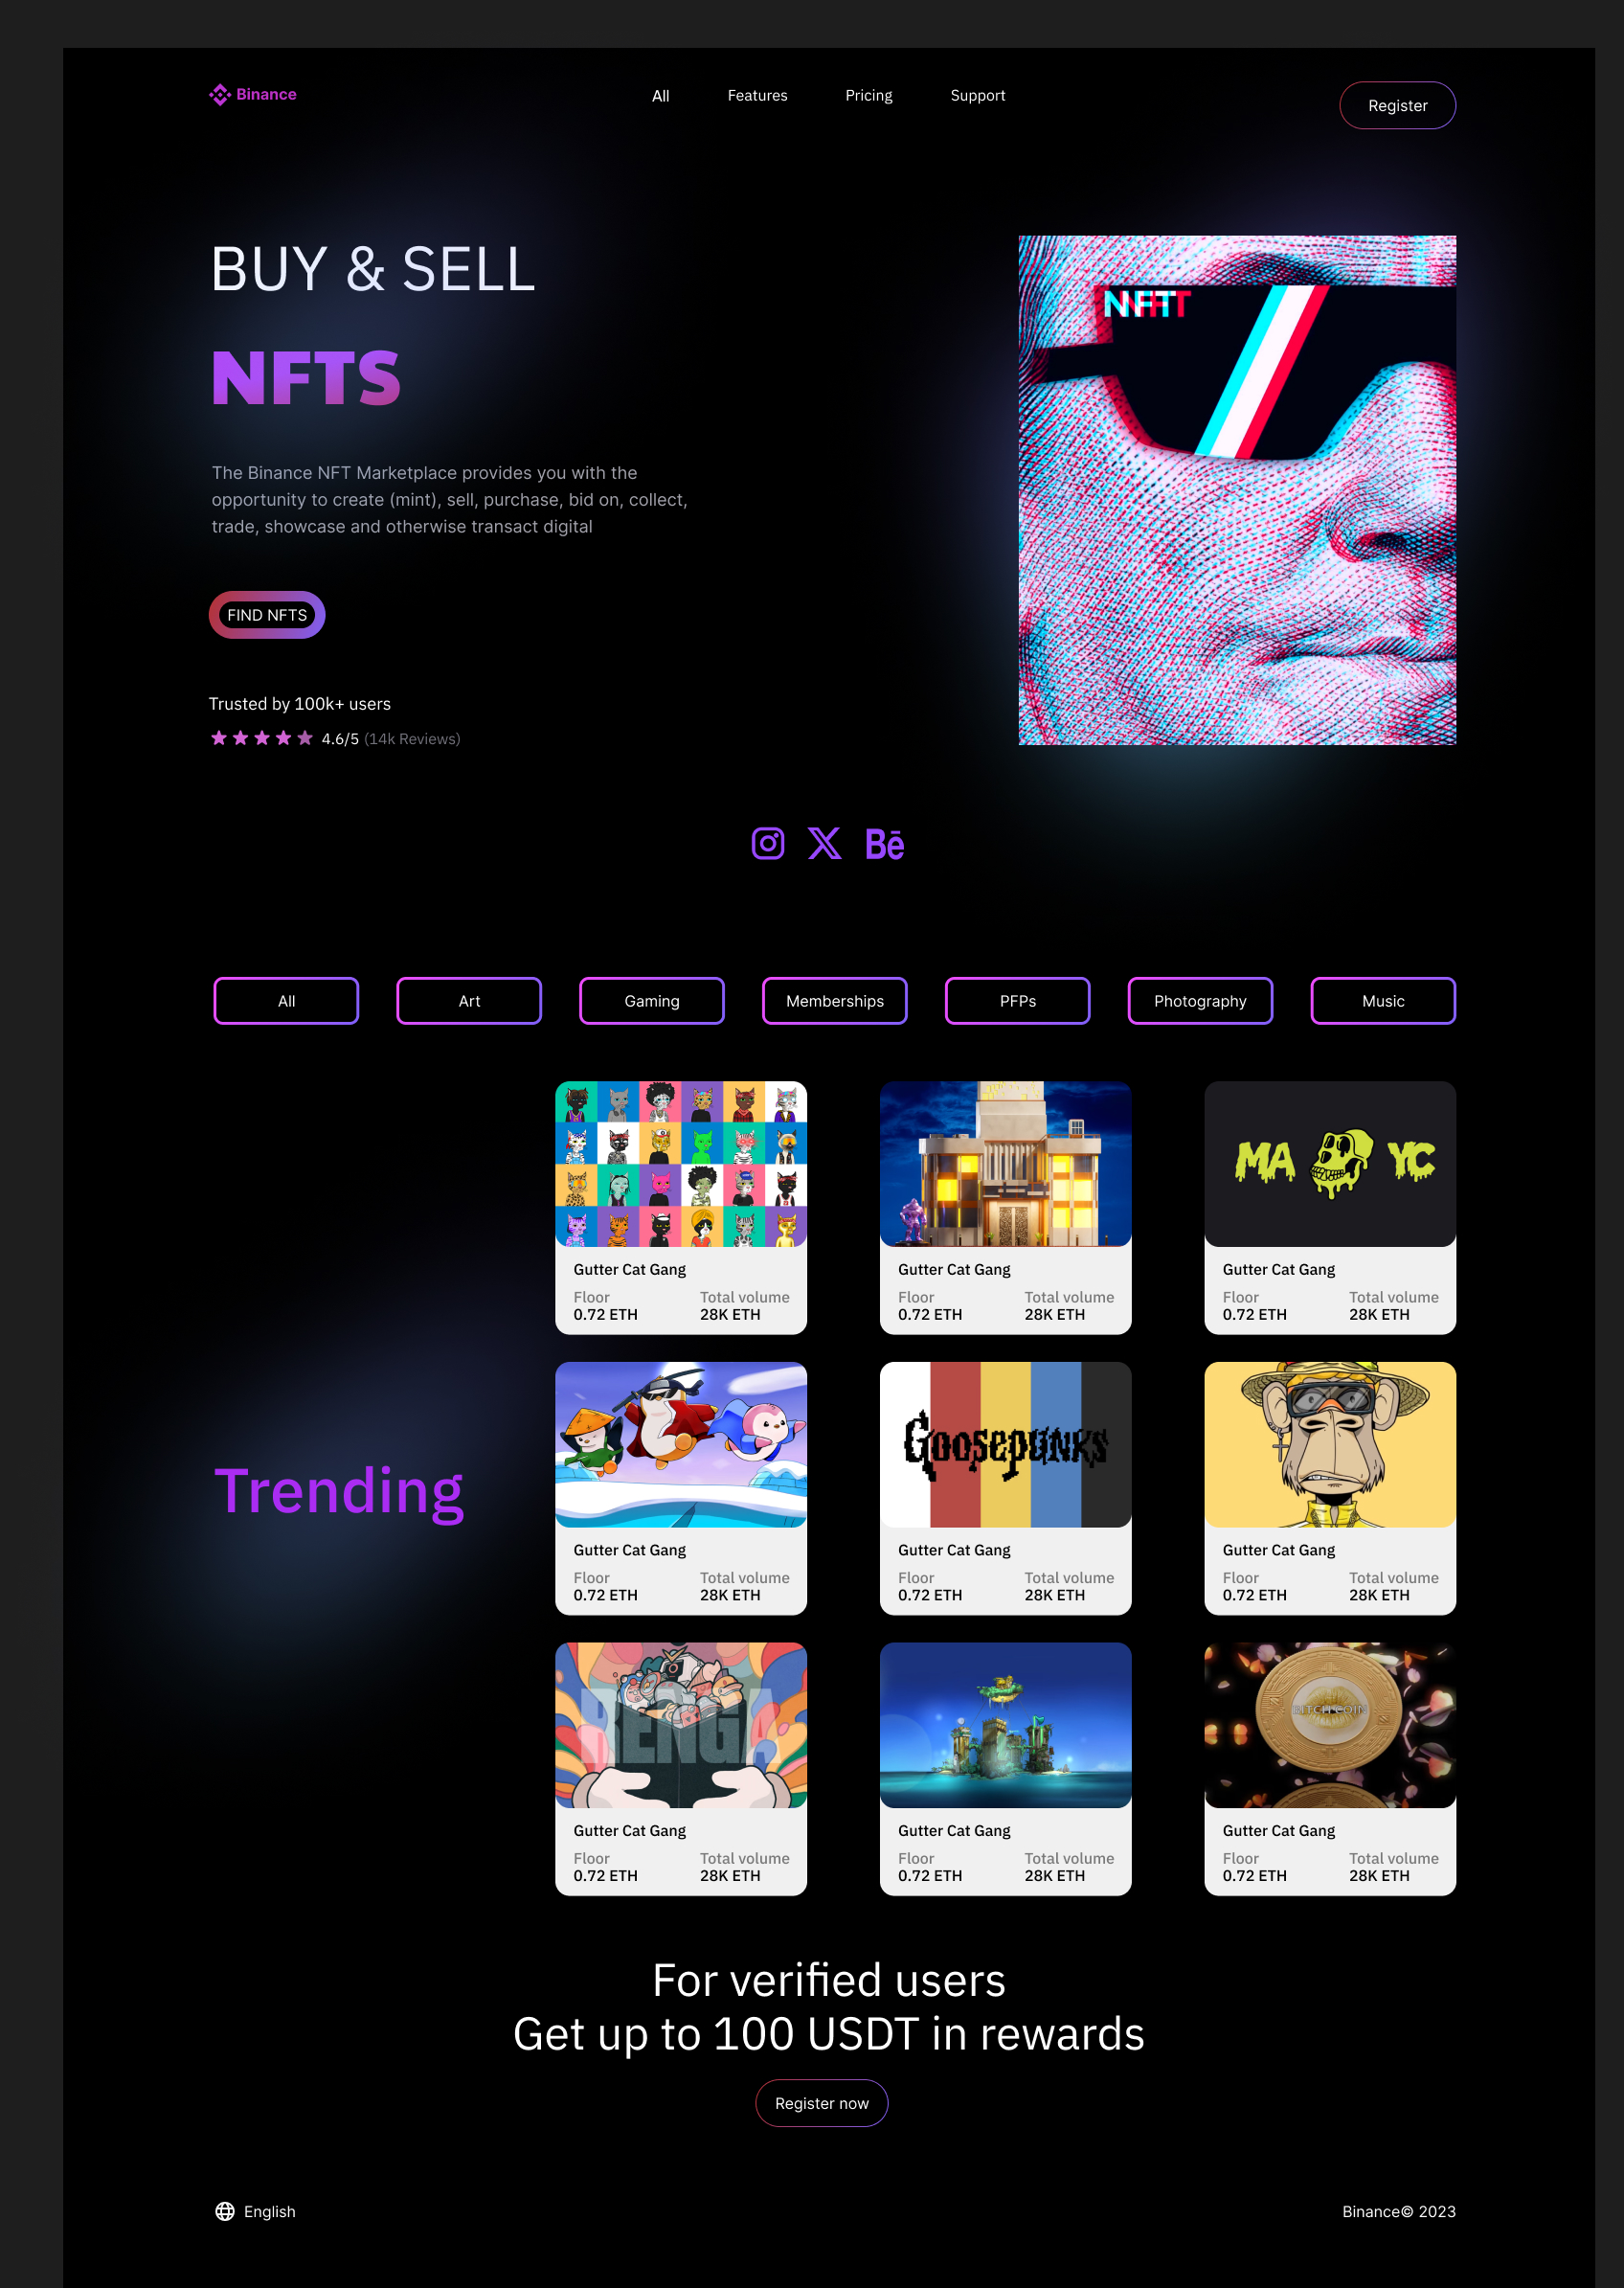 Binance
All Features Pricing Support
Register
BUY & SELL
NFTS
The Binance NFT Marketplace provides you with the
opportunity to create (mint), sell, purchase, bid on, collect,
trade, showcase and otherwise transact digital
FIND NFTS
Trusted by 100k+ users
4.6/5 (14k Reviews)
NFT
Bē
All Art Gaming Memberships PFPs Photography Music
Trending
MA YC
Gutter Cat Gang Gutter Cat Gang Gutter Cat Gang
Floor Total volume Floor Total volume Floor Total volume
0.72 ETH 28K ETH 0.72 ETH 28K ETH 0.72 ETH 28K ETH
Goosepunks
Gutter Cat Gang Gutter Cat Gang Gutter Cat Gang
Floor Total volume Floor Total volume Floor Total volume
0.72 ETH 28K ETH 0.72 ETH 28K ETH 0.72 ETH 28K ETH
RENGA
BITCH COIN
Gutter Cat Gang Gutter Cat Gang Gutter Cat Gang
Floor Total volume Floor Total volume Floor Total volume
0.72 ETH 28K ETH 0.72 ETH 28K ETH 0.72 ETH 28K ETH
For verified users
Get up to 100 USDT in rewards
Register now
English
Binance© 2023